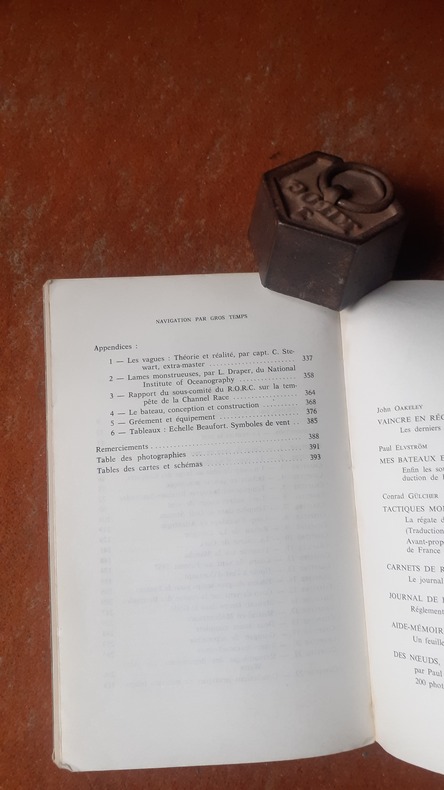 NAVIGATION PAR GROS TEMPS
Appendices :
1 — Les vagues : Théorie et réalité, par capt. C. Ste-
wart, extra-master ..................... 337
2 — Lames monstrueuses, par L. Draper, du National
Institute of Oceanography ............... 358
3 — Rapport du sous-comité du R.O.R.C. sur la tem-
pête de la Channel Race ................. 364
4 — Le bateau, conception et construction ......... 368
5 — Gréement et équipement .................. 376
6 — Tableaux : Echelle Beaufort. Symboles de vent .. 385
Remerciements ................................ 388
Table des photographies ......................... 391
Tables des cartes et schémas ...................... 393
John OAKELEY
VAINCRE EN RÉ
Les derniers
Paul ELVSTRÖM
MES BATEAUX E
Enfin les sou
duction de
Conrad GÜLCHER
TACTIQUES MO
La régate d
(Traduction
Avant-prop
de France
CARNETS DE R
Le journal
JOURNAL DE
Réglement
AIDE-MÉMOIR
Un feuille
DES NŒUDS,
par Paul
200 phot